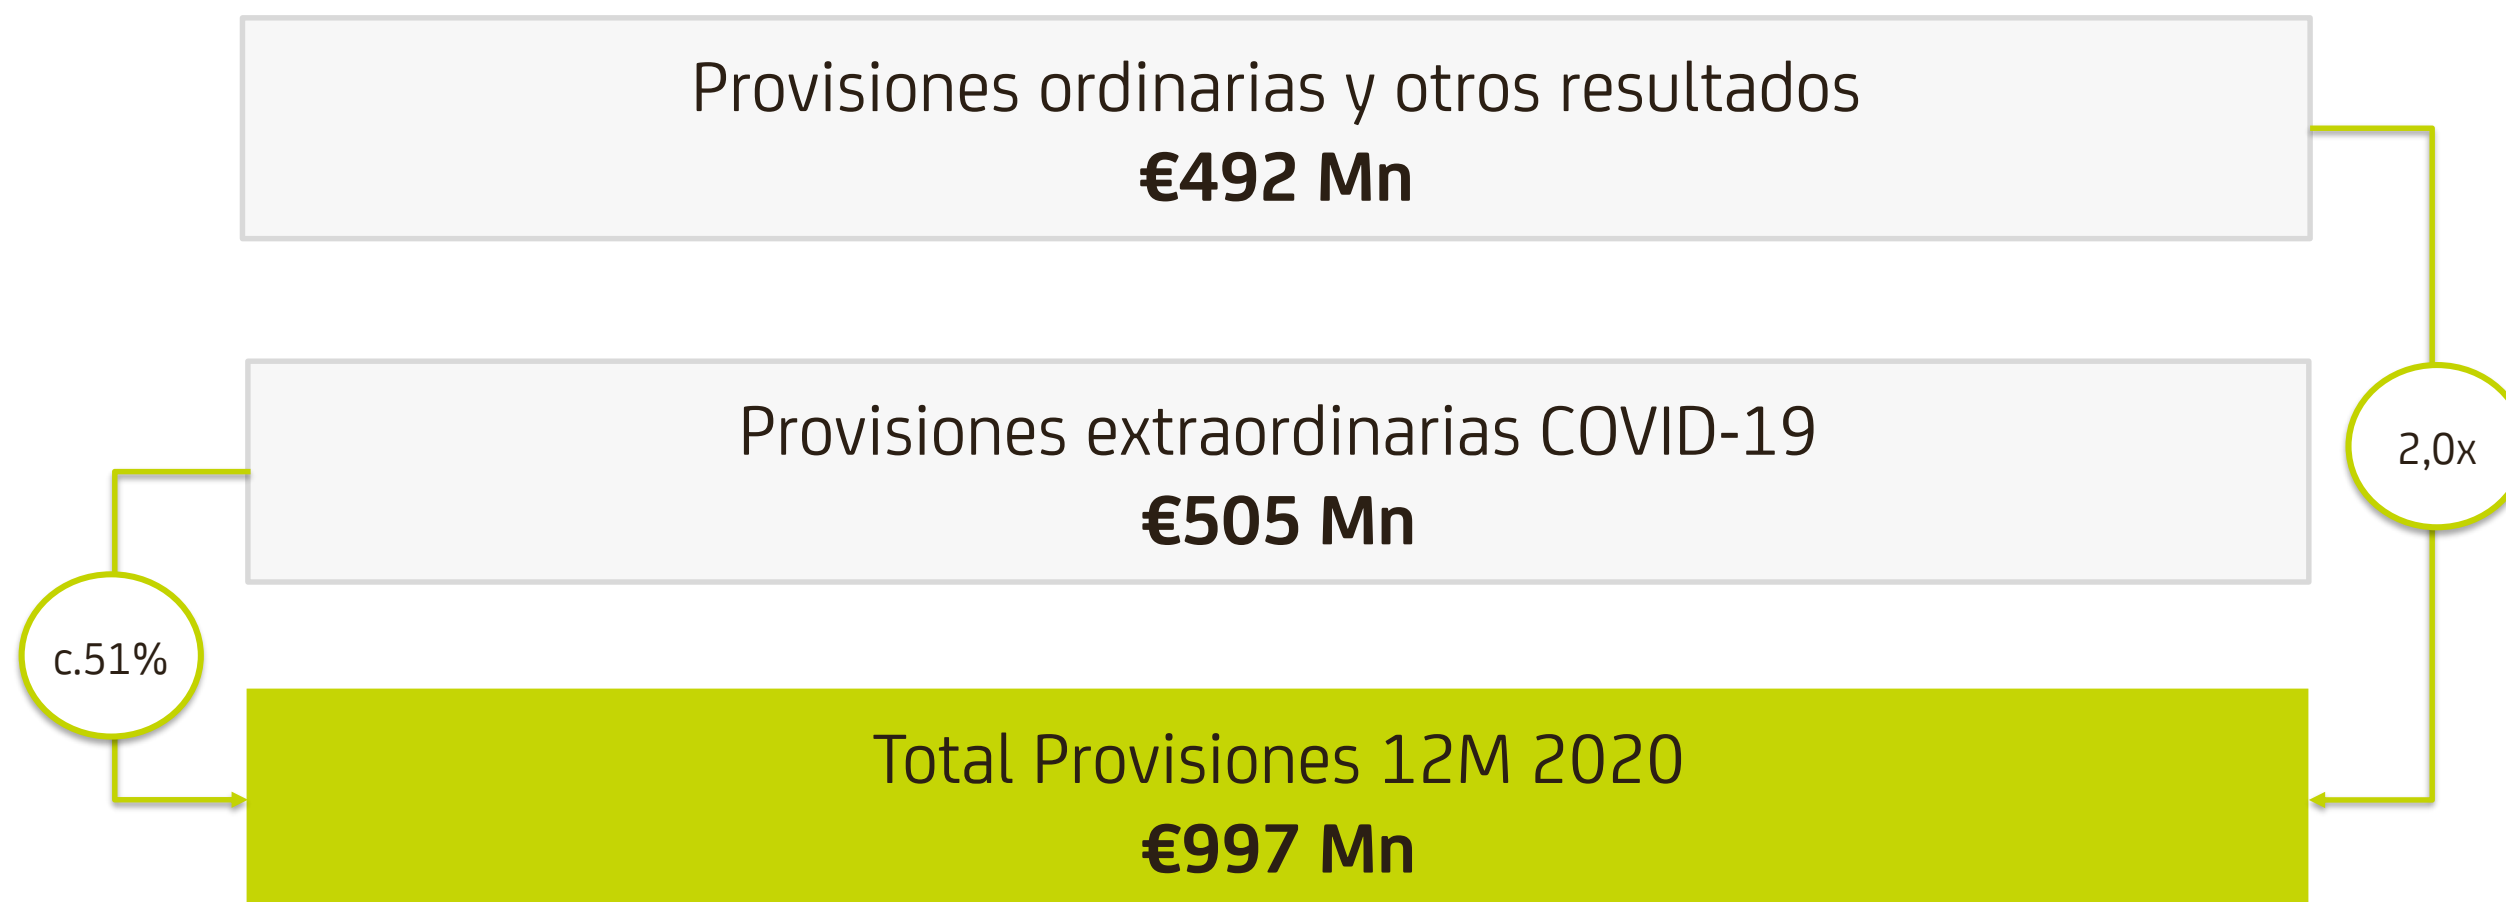 Provisiones ordinarias y otros resultados
€492 Mn
Provisiones extraordinarias COVID-19
€505 Mn
2,0x
c.51%
Total Provisiones 12M 2020
€997 Mn